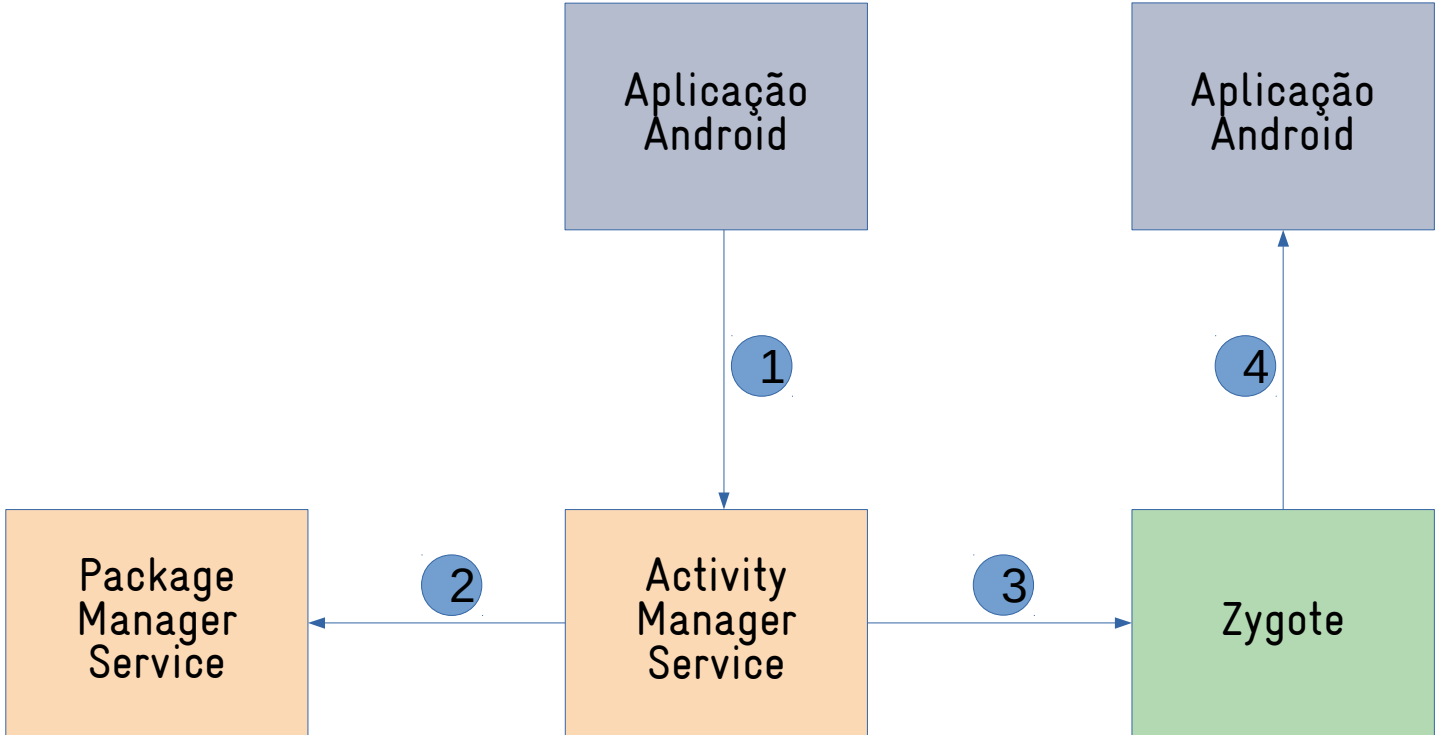 Aplicação
Android
Aplicação
Android
1
4
Package
Manager
Service
2
Activity
Manager
Service
3
Zygote